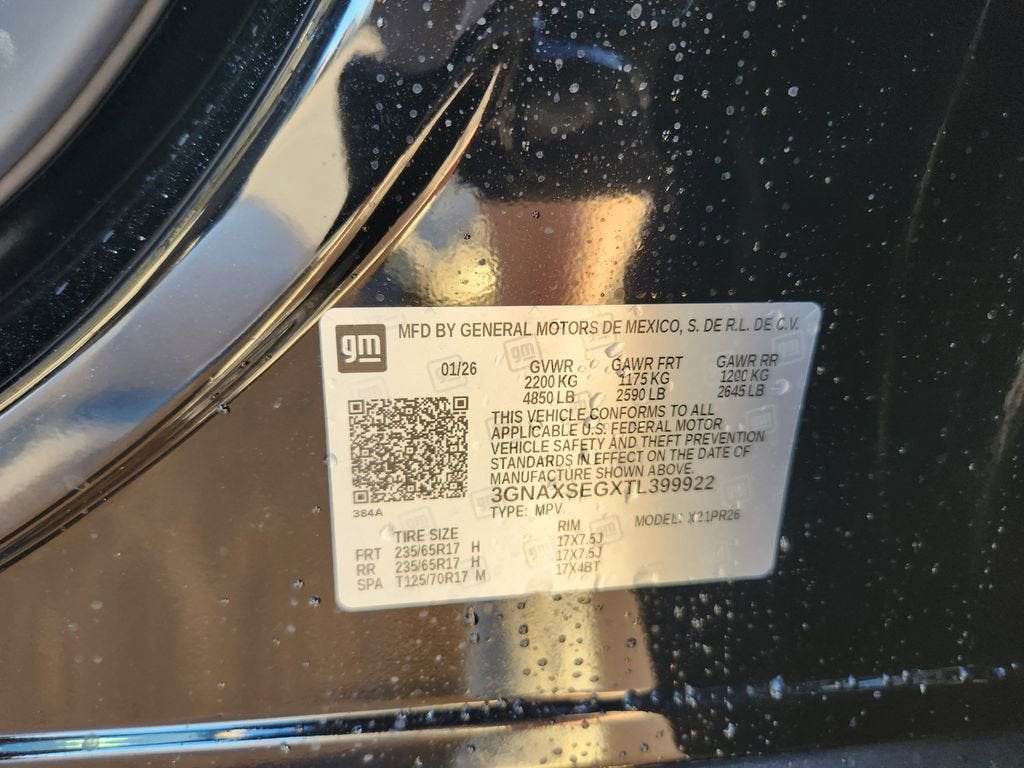 gm
MFD BY GENERAL MOTORS DE MEXICO, S. DE R.L. DE C.V.
01/26 GVWR GAWR FRT GAWR RR
2200 KG 1175 KG 1200 KG
4850 LB 2590 LB 2645 LB
THIS VEHICLE CONFORMS TO ALL
APPLICABLE U.S. FEDERAL MOTOR
VEHICLE SAFETY AND THEFT PREVENTION
STANDARDS IN EFFECT ON THE DATE OF
MANUFACTURE SHOWN ABOVE.
3GNAXSEGXTL399922
384A
TYPE: MPV MODEL: X21PR26
TIRE SIZE RIM
FRT 235/65R17 H 17X7.5J
RR 235/65R17 H 17X7.5J
SPA T125/70R17 M 17X4BT